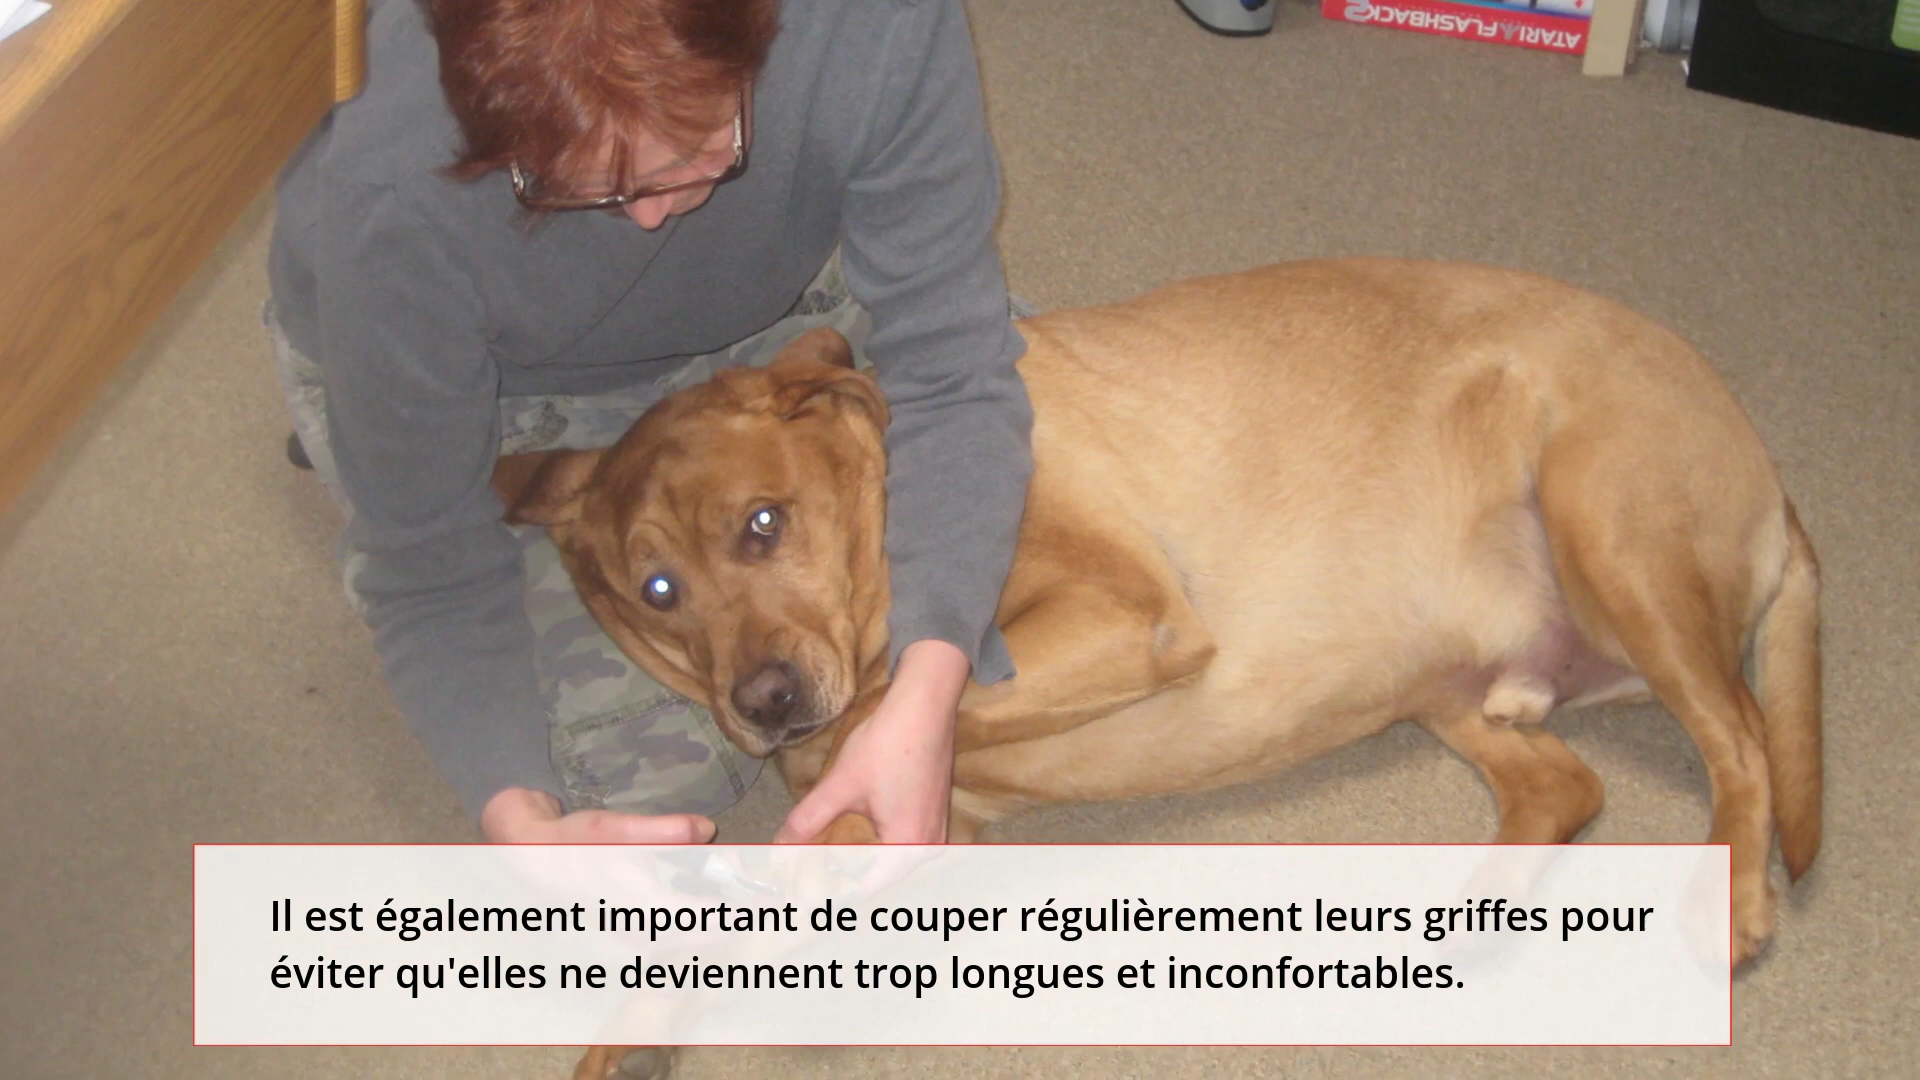 ATARI FLASHBACK2
Il est également important de couper régulièrement leurs griffes pour
éviter qu'elles ne deviennent trop longues et inconfortables.